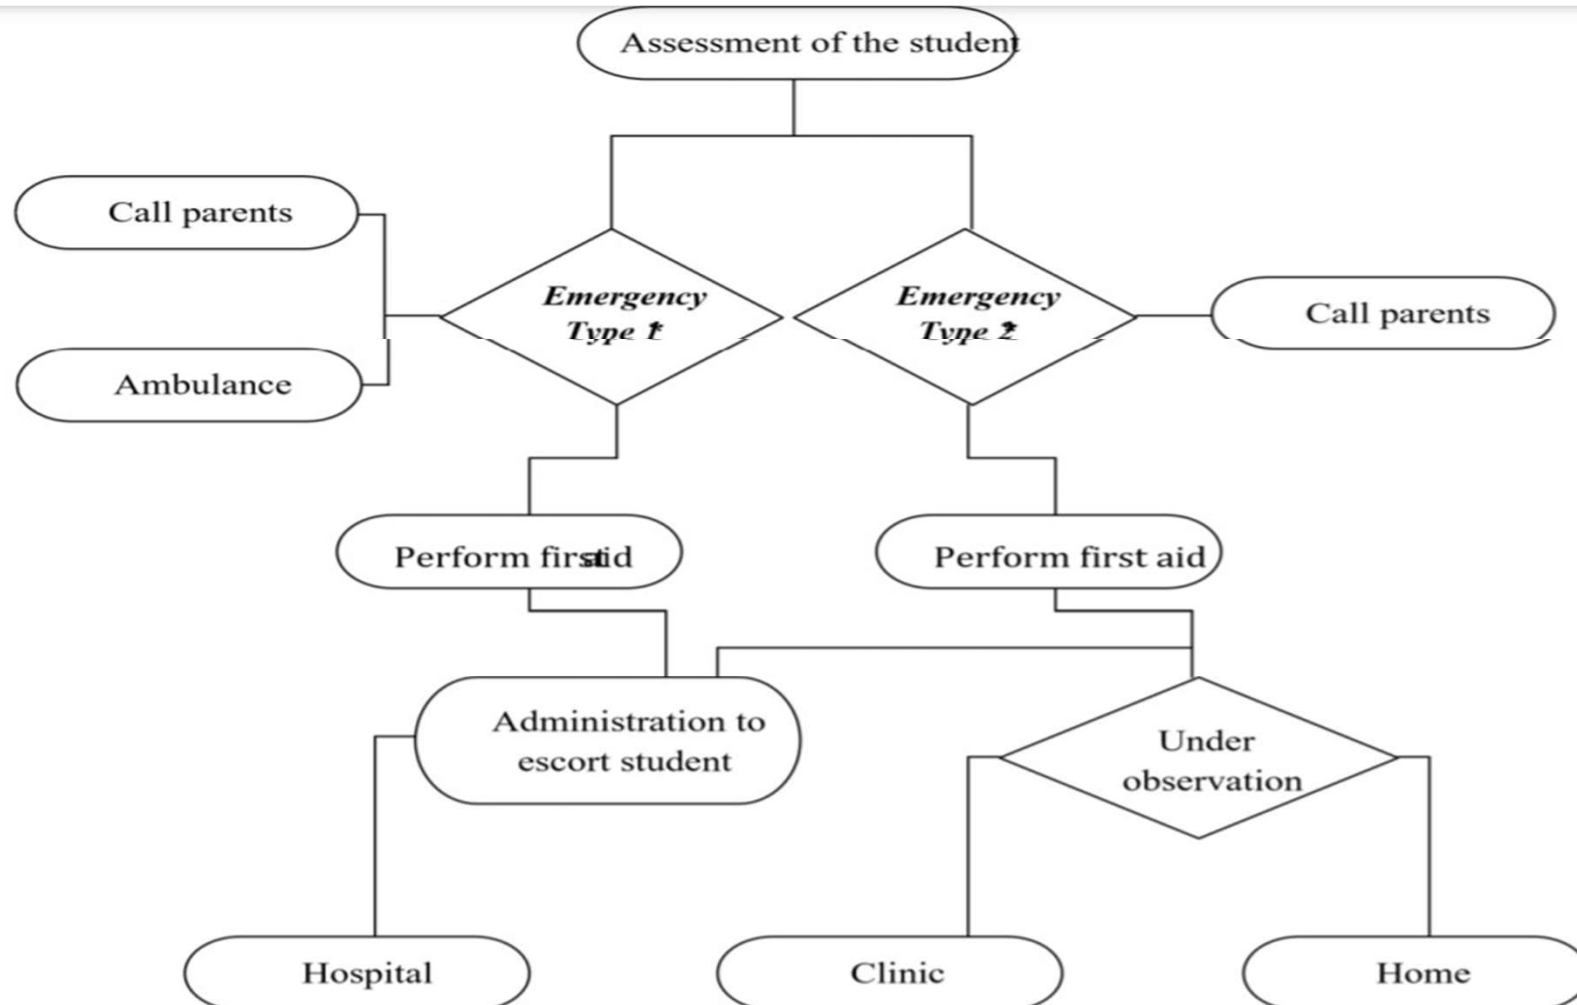 Assessment of the student
Call parents
Emergency
Type 1*
Emergency
Type 2*
Call parents
Ambulance
Perform first aid
Perform first aid
Administration to
escort student
Under
observation
Hospital
Clinic
Home